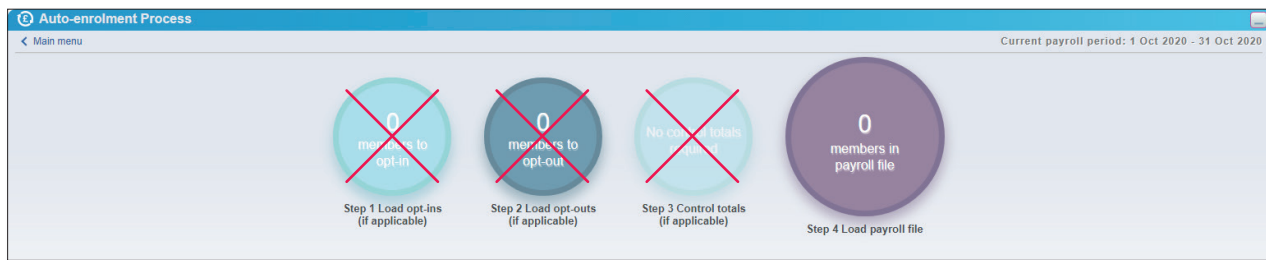 Auto-enrolment Process
Main menu
Current payroll period: 1 Oct 2020 - 31 Oct 2020
0
members to
opt-in
0
members to
opt-out
No control totals
required
0
members in
payroll file
Step 1 Load opt-ins
(if applicable)
Step 2 Load opt-outs
(if applicable)
Step 3 Control totals
(if applicable)
Step 4 Load payroll file